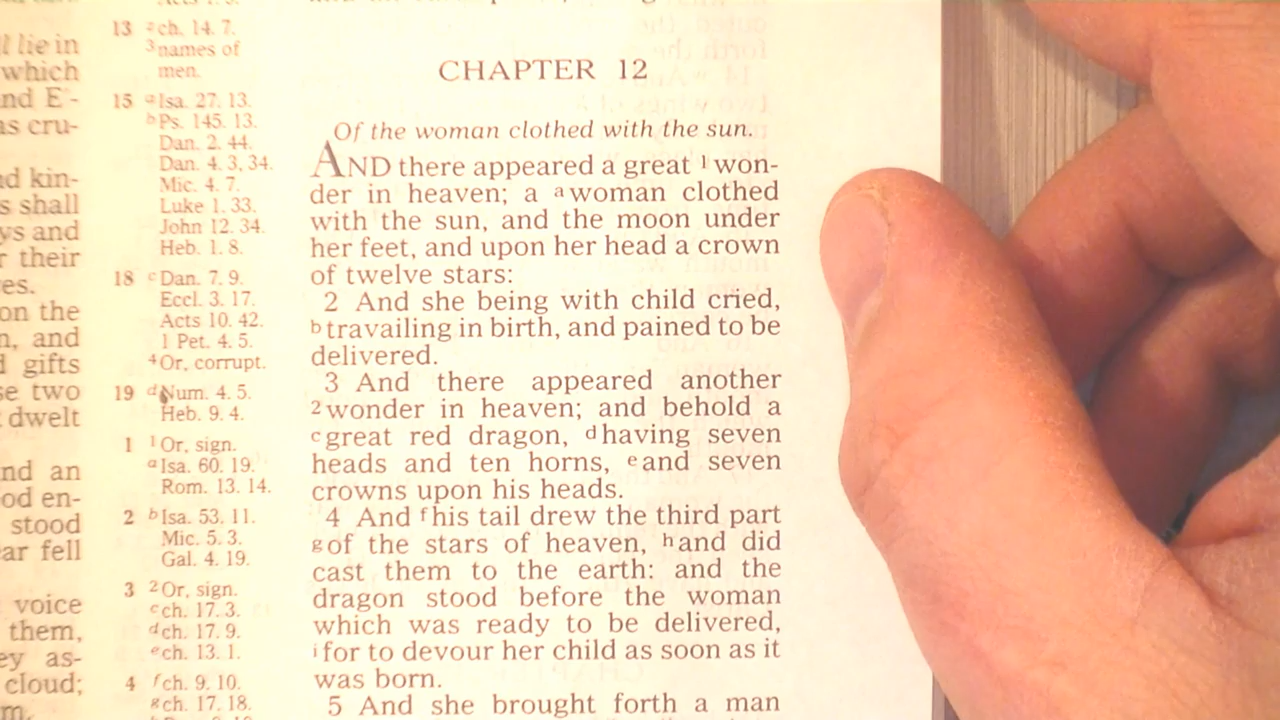 l lie in
which
nd E-
as cru-
nd kin-
s shall
ys and
r their
es.
on the
n, and
d gifts
se two
t dwelt
nd an
od en-
stood
ar fell
voice
them,
ey as-
cloud;
m.
13 z ch. 14. 7.
3 names of
men.
15 a Isa. 27. 13.
b Ps. 145. 13.
Dan. 2. 44.
Dan. 4. 3, 34.
Mic. 4. 7.
Luke 1. 33.
John 12. 34.
Heb. 1. 8.
18 c Dan. 7. 9.
Eccl. 3. 17.
Acts 10. 42.
1 Pet. 4. 5.
4 Or, corrupt.
19 d Num. 4. 5.
Heb. 9. 4.
1 1 Or, sign.
a Isa. 60. 19.
Rom. 13. 14.
2 b Isa. 53. 11.
Mic. 5. 3.
Gal. 4. 19.
3 2 Or, sign.
c ch. 17. 3.
d ch. 17. 9.
e ch. 13. 1.
4 f ch. 9. 10.
g ch. 17. 18.
CHAPTER 12
Of the woman clothed with the sun.
AND there appeared a great 1 won-
der in heaven; a a woman clothed
with the sun, and the moon under
her feet, and upon her head a crown
of twelve stars:
2 And she being with child cried,
b travailing in birth, and pained to be
delivered.
3 And there appeared another
2 wonder in heaven; and behold a
c great red dragon, d having seven
heads and ten horns, e and seven
crowns upon his heads.
4 And f his tail drew the third part
g of the stars of heaven, h and did
cast them to the earth: and the
dragon stood before the woman
which was ready to be delivered,
i for to devour her child as soon as it
was born.
5 And she brought forth a man